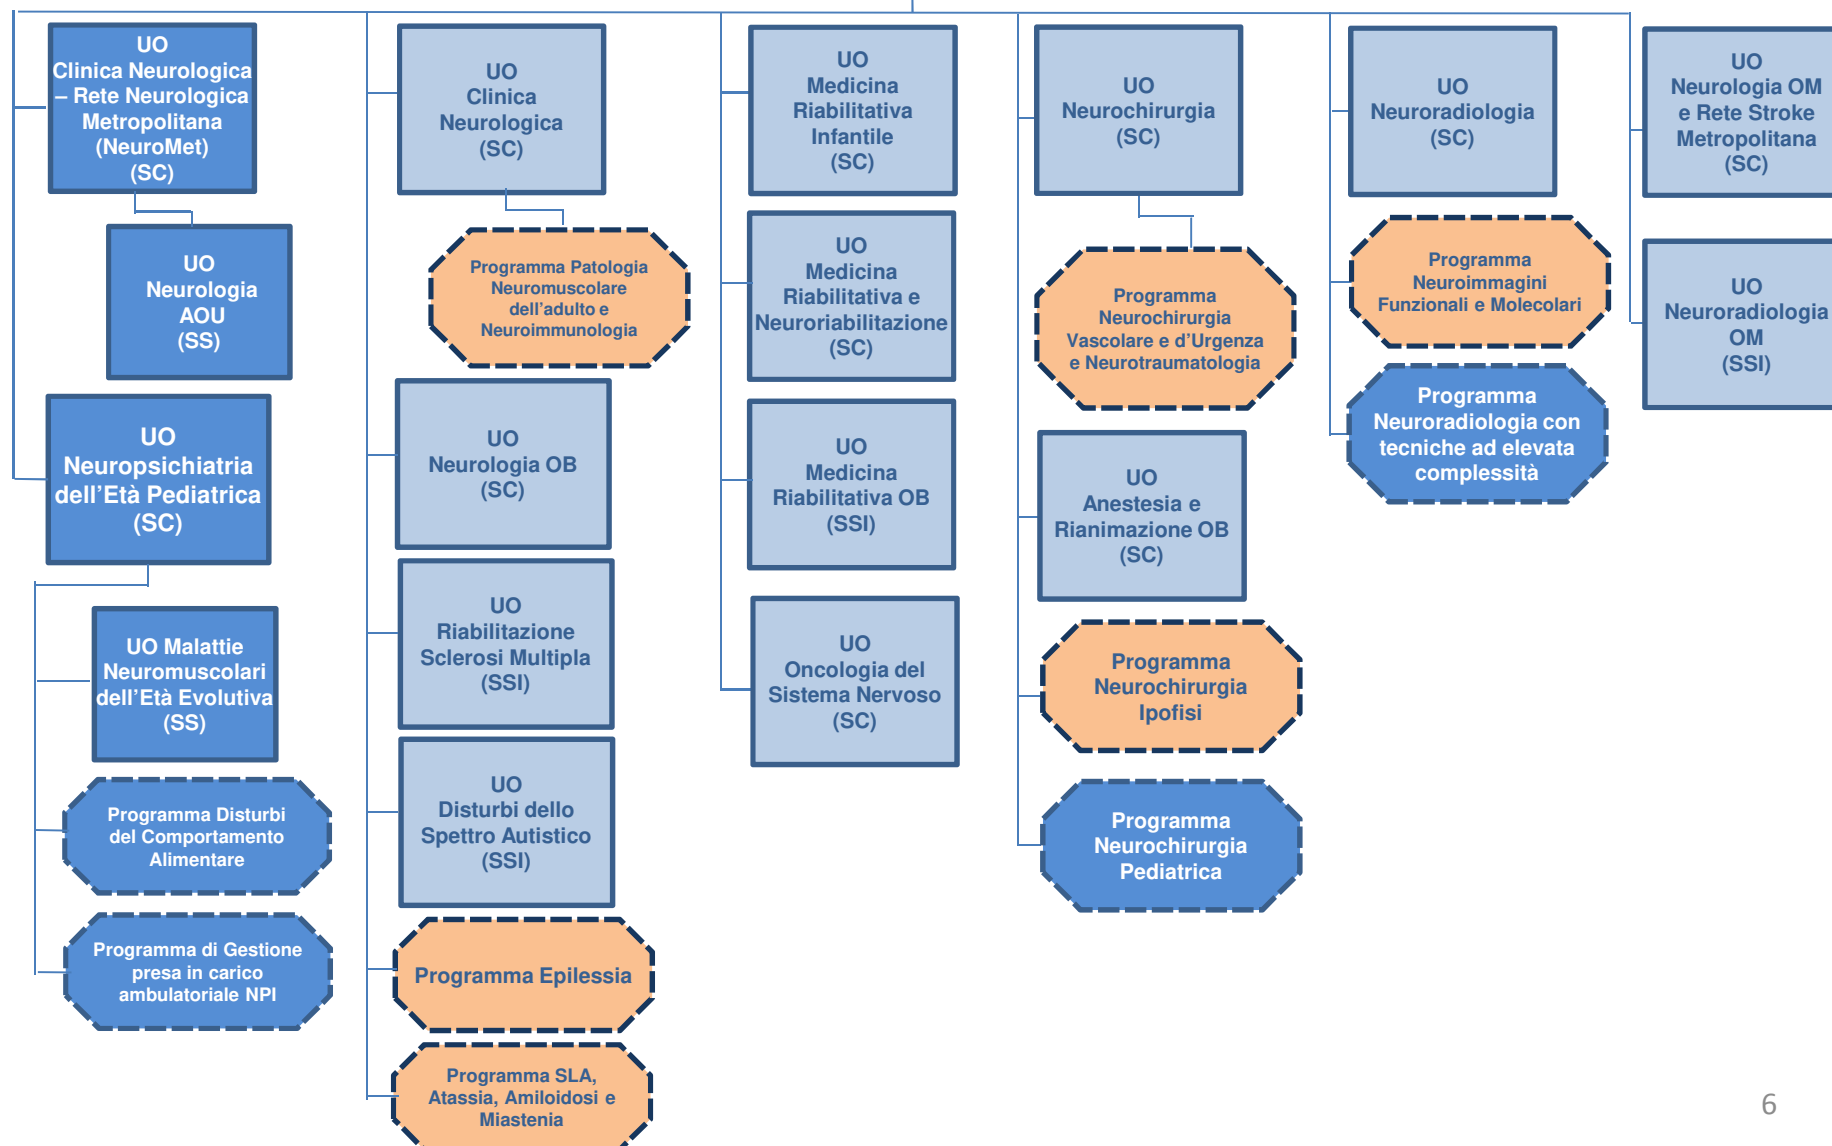 UO
Clinica Neurologica
– Rete Neurologica
Metropolitana
(NeuroMet)
(SC)
UO
Neurologia
AOU
(SS)
UO
Neuropsichiatria
dell'Età Pediatrica
(SC)
UO Malattie
Neuromuscolari
dell'Età Evolutiva
(SS)
Programma Disturbi
del Comportamento
Alimentare
Programma di Gestione
presa in carico
ambulatoriale NPI
UO
Clinica
Neurologica
(SC)
Programma Patologia
Neuromuscolare
dell'adulto e
Neuroimmunologia
UO
Neurologia OB
(SC)
UO
Riabilitazione
Sclerosi Multipla
(SSI)
UO
Disturbi dello
Spettro Autistico
(SSI)
Programma Epilessia
Programma SLA,
Atassia, Amiloidosi e
Miastenia
UO
Medicina
Riabilitativa
Infantile
(SC)
UO
Medicina
Riabilitativa e
Neuroriabilitazione
(SC)
UO
Medicina
Riabilitativa OB
(SSI)
UO
Oncologia del
Sistema Nervoso
(SC)
UO
Neurochirurgia
(SC)
Programma
Neurochirurgia
Vascolare e d'Urgenza
e Neurotraumatologia
UO
Anestesia e
Rianimazione OB
(SC)
Programma
Neurochirurgia
Ipofisi
Programma
Neurochirurgia
Pediatrica
UO
Neuroradiologia
(SC)
Programma
Neuroimmagini
Funzionali e Molecolari
Programma
Neuroradiologia con
tecniche ad elevata
complessità
UO
Neurologia OM
e Rete Stroke
Metropolitana
(SC)
UO
Neuroradiologia
OM
(SSI)
6